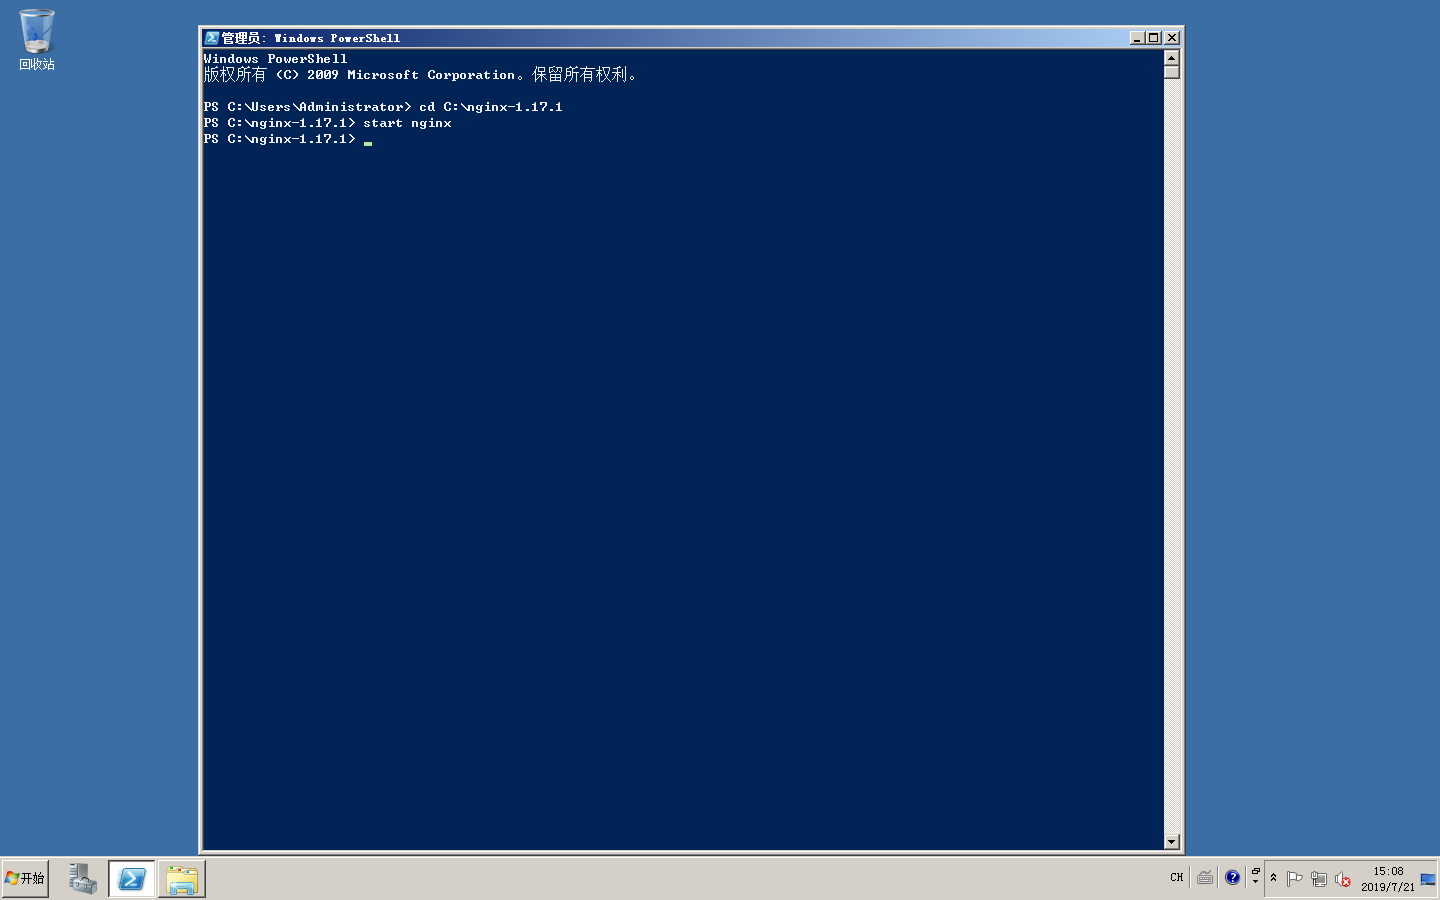 回收站
管理员: Windows PowerShell
Windows PowerShell
版权所有 (C) 2009 Microsoft Corporation。保留所有权利。
PS C:\Users\Administrator> cd C:\nginx-1.17.1
PS C:\nginx-1.17.1> start nginx
PS C:\nginx-1.17.1>
开始
CH
15:08
2019/7/21